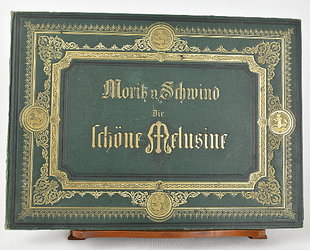 Moritz v. Schwind
Die
schöne Melusine